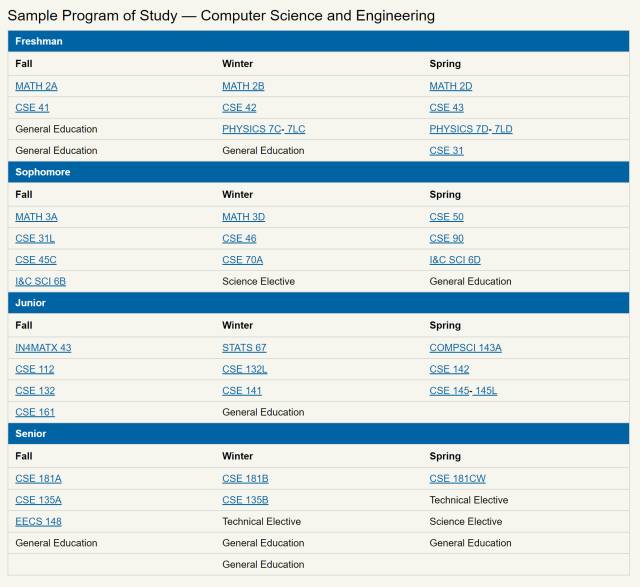 Sample Program of Study — Computer Science and Engineering
Freshman
Fall Winter Spring
MATH 2A MATH 2B MATH 2D
CSE 41 CSE 42 CSE 43
General Education PHYSICS 7C- 7LC PHYSICS 7D- 7LD
General Education General Education CSE 31
Sophomore
Fall Winter Spring
MATH 3A MATH 3D CSE 50
CSE 31L CSE 46 CSE 90
CSE 45C CSE 70A I&C SCI 6D
I&C SCI 6B Science Elective General Education
Junior
Fall Winter Spring
IN4MATX 43 STATS 67 COMPSCI 143A
CSE 112 CSE 132L CSE 142
CSE 132 CSE 141 CSE 145- 145L
CSE 161 General Education
Senior
Fall Winter Spring
CSE 181A CSE 181B CSE 181CW
CSE 135A CSE 135B Technical Elective
EECS 148 Technical Elective Science Elective
General Education General Education General Education
General Education